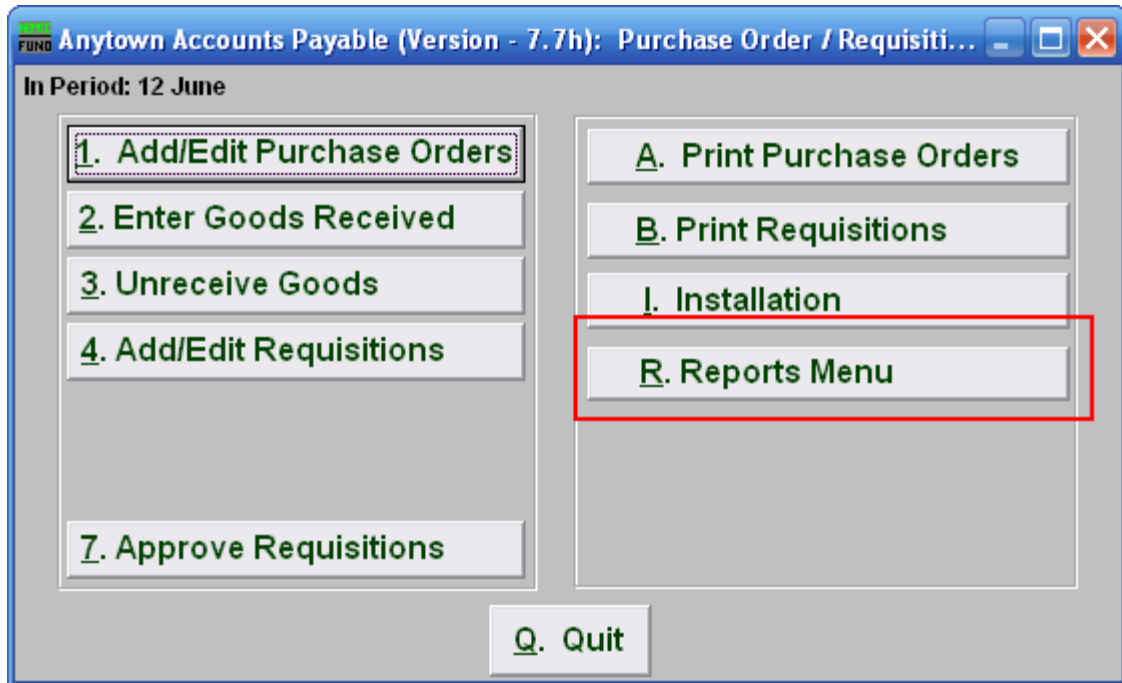 FUND Anytown Accounts Payable (Version - 7.7h): Purchase Order / Requisiti...
In Period: 12 June
1. Add/Edit Purchase Orders
2. Enter Goods Received
3. Unreceive Goods
4. Add/Edit Requisitions
7. Approve Requisitions
A. Print Purchase Orders
B. Print Requisitions
I. Installation
R. Reports Menu
Q. Quit